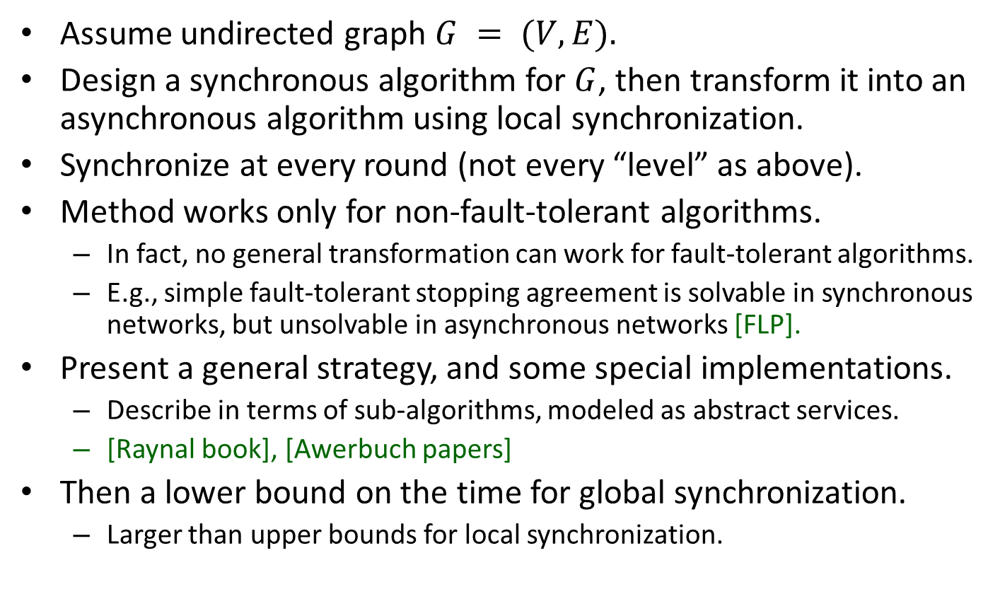 • Assume undirected graph G = (V, E).
• Design a synchronous algorithm for G, then transform it into an
asynchronous algorithm using local synchronization.
• Synchronize at every round (not every “level” as above).
• Method works only for non-fault-tolerant algorithms.
– In fact, no general transformation can work for fault-tolerant algorithms.
– E.g., simple fault-tolerant stopping agreement is solvable in synchronous
networks, but unsolvable in asynchronous networks [FLP].
• Present a general strategy, and some special implementations.
– Describe in terms of sub-algorithms, modeled as abstract services.
– [Raynal book], [Awerbuch papers]
• Then a lower bound on the time for global synchronization.
– Larger than upper bounds for local synchronization.